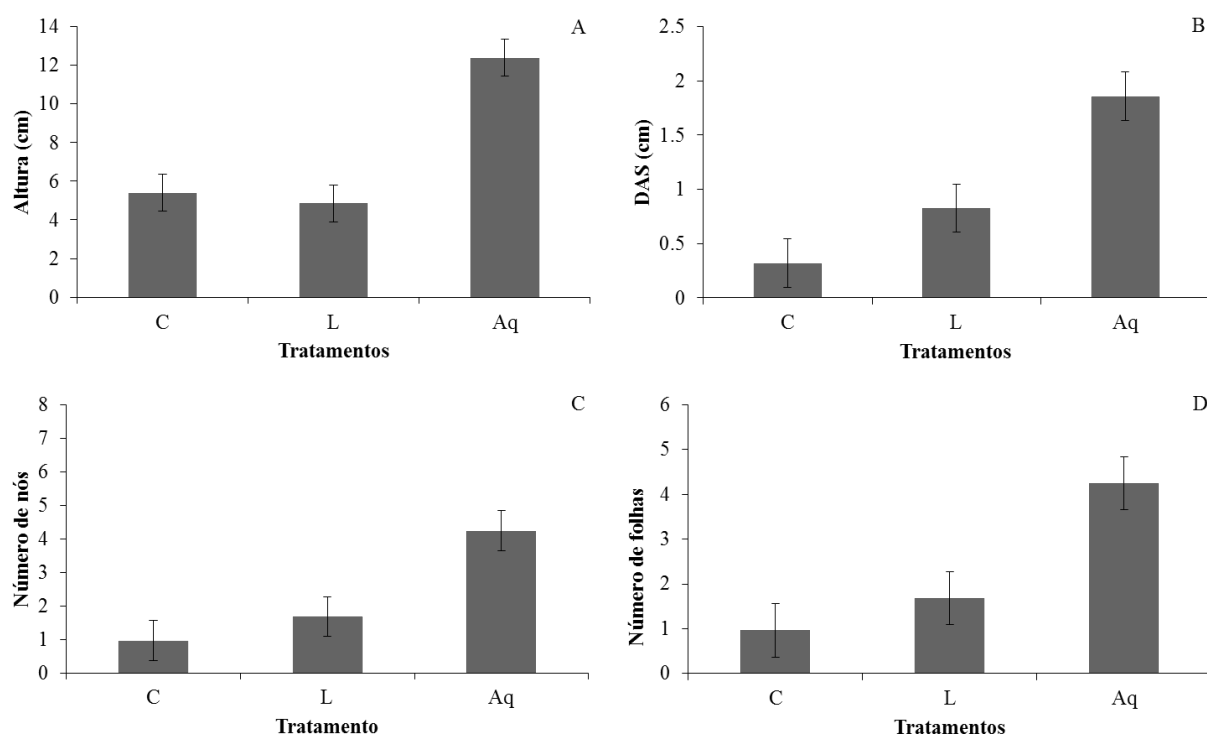 A
Altura (cm)
14
12
10
8
6
4
2
0
C L Aq
Tratamentos
B
DAS (cm)
2.5
2
1.5
1
0.5
0
C L Aq
Tratamentos
C
Número de nós
8
7
6
5
4
3
2
1
0
C L Aq
Tratamento
D
Número de folhas
6
5
4
3
2
1
0
C L Aq
Tratamentos